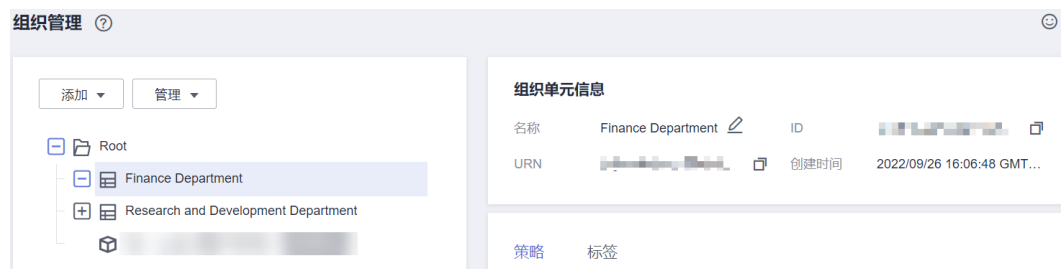 组织管理
添加 管理
Root
Finance Department
Research and Development Department
组织单元信息
名称 Finance Department ID
URN 创建时间 2022/09/26 16:06:48 GMT…
策略 标签